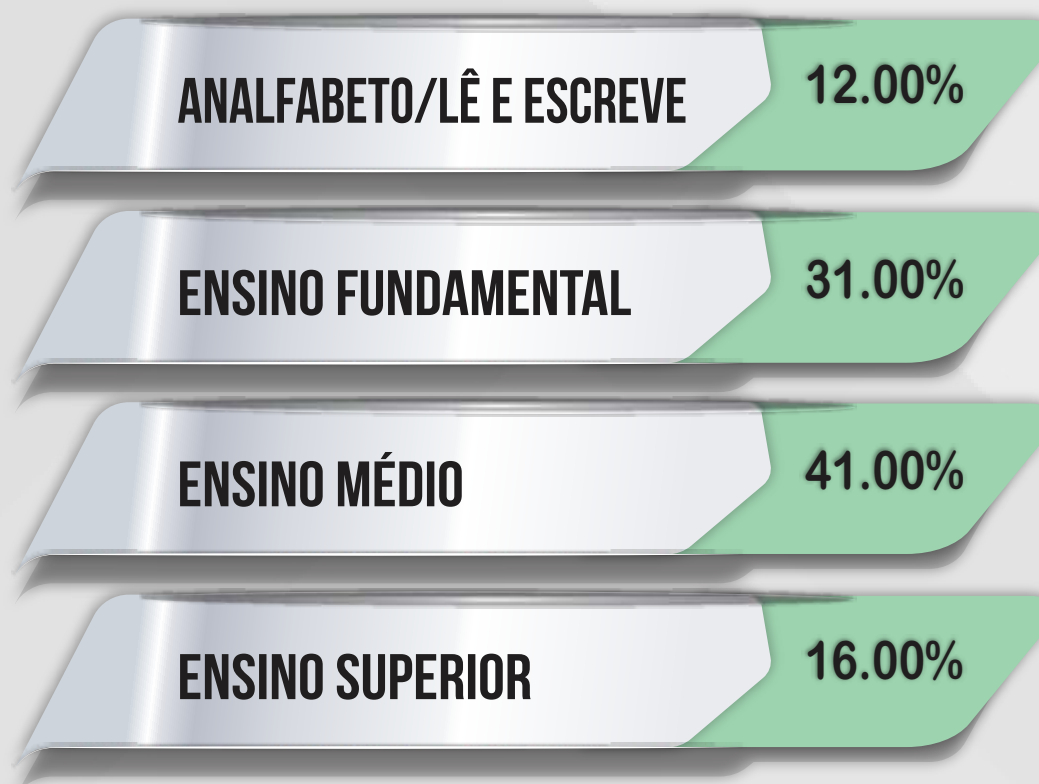 ANALFABETO/LÊ E ESCREVE 12.00%
ENSINO FUNDAMENTAL 31.00%
ENSINO MÉDIO 41.00%
ENSINO SUPERIOR 16.00%